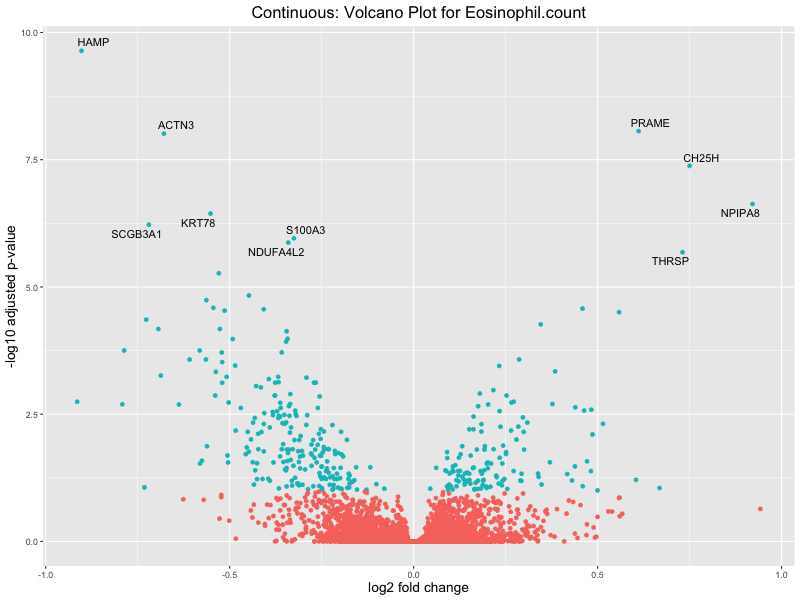 Continuous: Volcano Plot for Eosinophil.count
10.0
HAMP
ACTN3
PRAME
7.5
CH25H
NPIPA8
KRT78
SCGB3A1
S100A3
NDUFA4L2
THRSP
5.0
2.5
0.0
-log10 adjusted p-value
-1.0 -0.5 0.0 0.5 1.0
log2 fold change